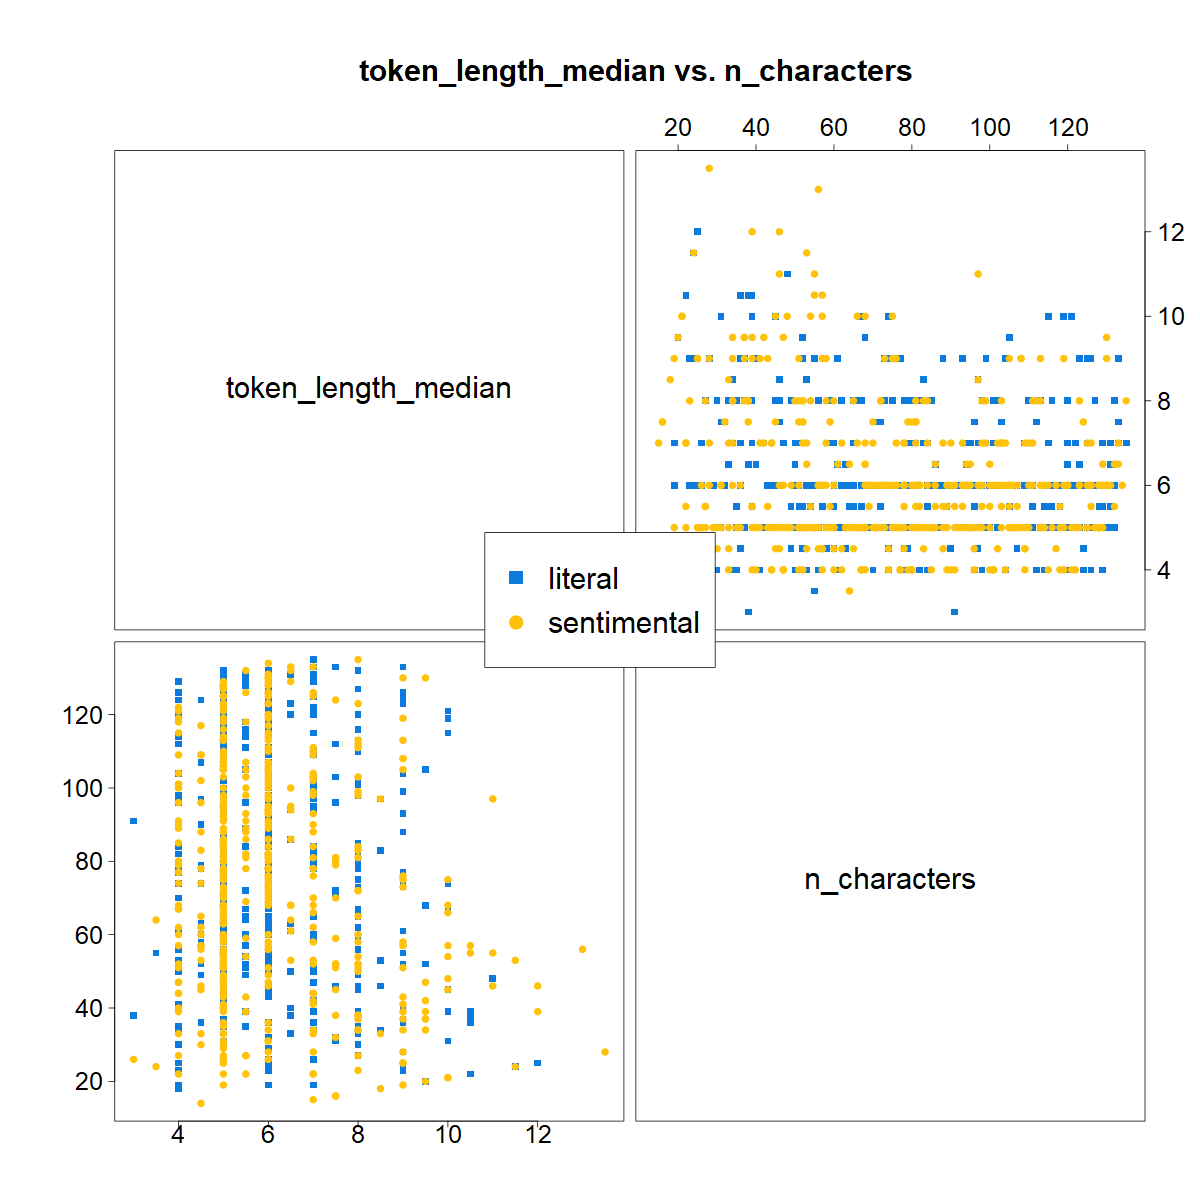 token_length_median vs. n_characters
20 40 60 80 100 120
token_length_median
12
10
8
6
4
literal
sentimental
120
100
80
60
40
20
n_characters
4 6 8 10 12